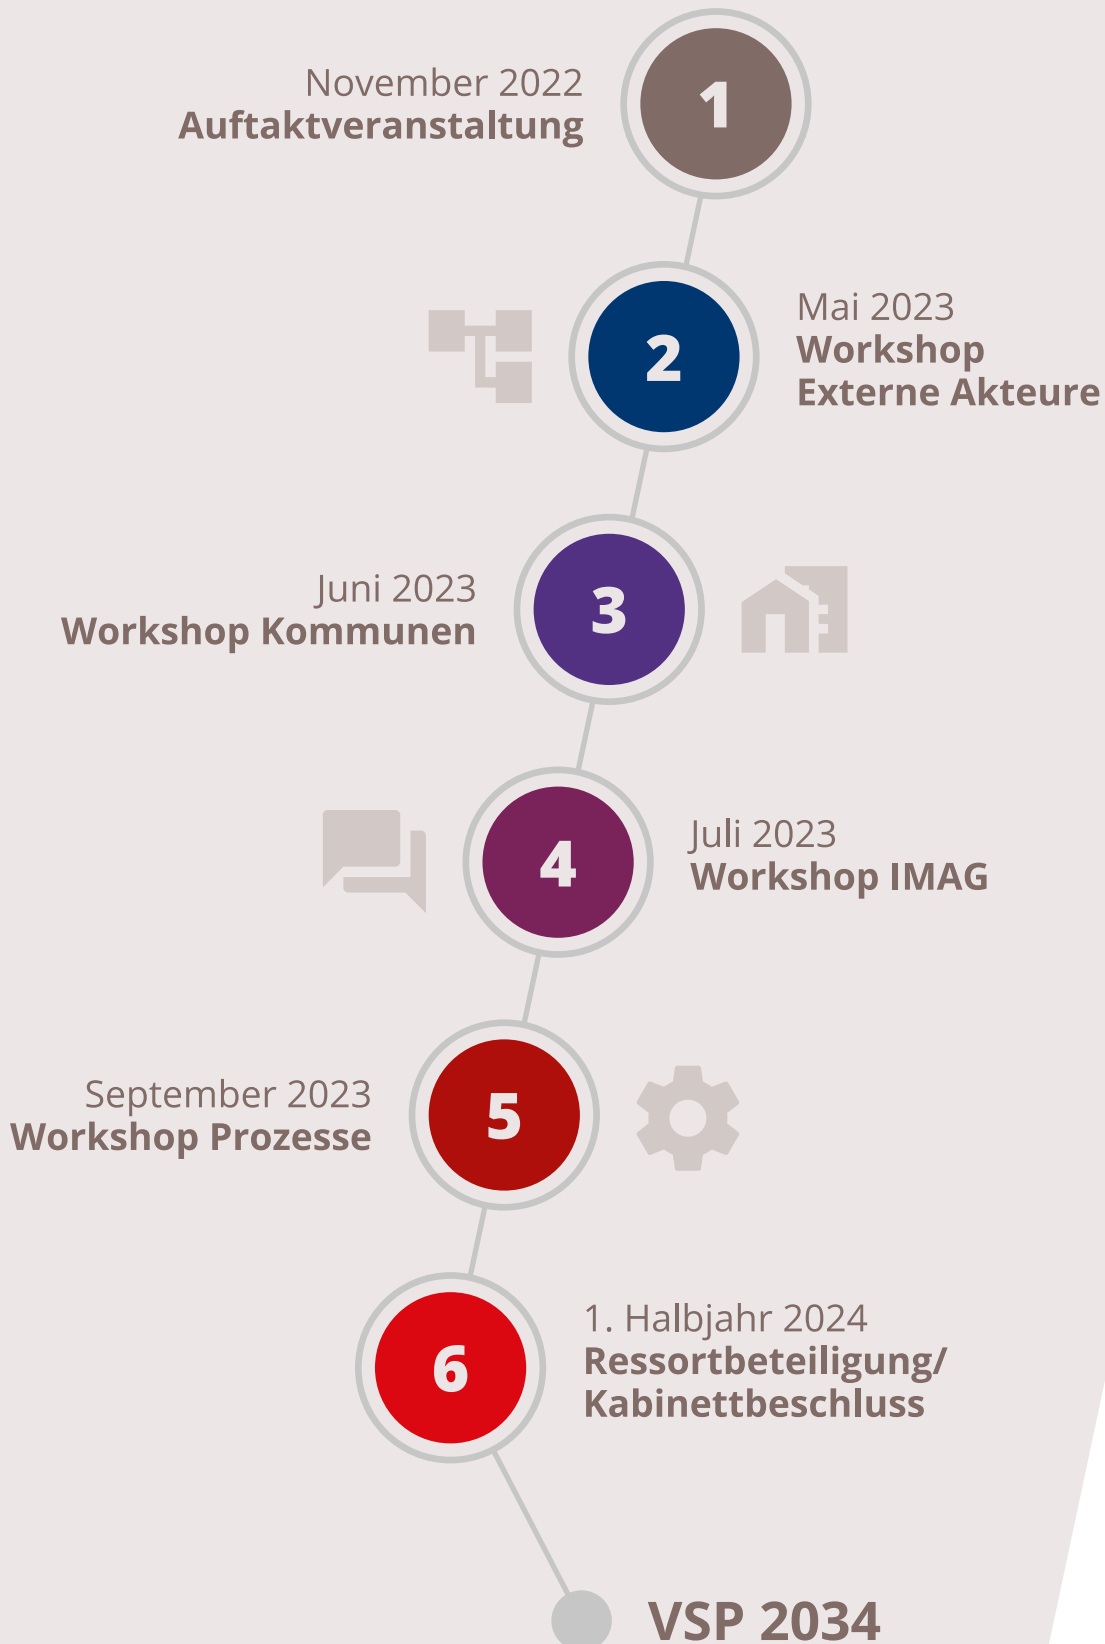 1
November 2022
Auftaktveranstaltung
2
Mai 2023
Workshop
Externe Akteure
3
Juni 2023
Workshop Kommunen
4
Juli 2023
Workshop IMAG
5
September 2023
Workshop Prozesse
6
1. Halbjahr 2024
Ressortbeteiligung/
Kabinettbeschluss
VSP 2034